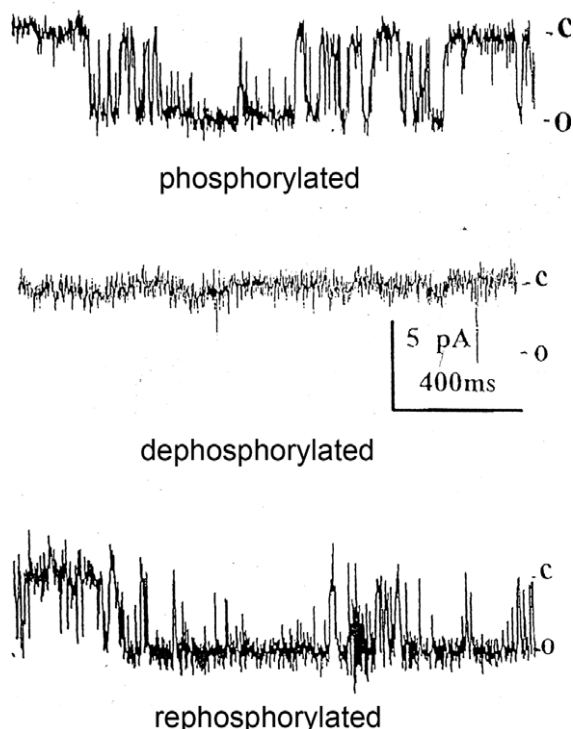 - C
- O
phosphorylated
- C
5 pA
- O
400ms
dephosphorylated
- C
- O
rephosphorylated